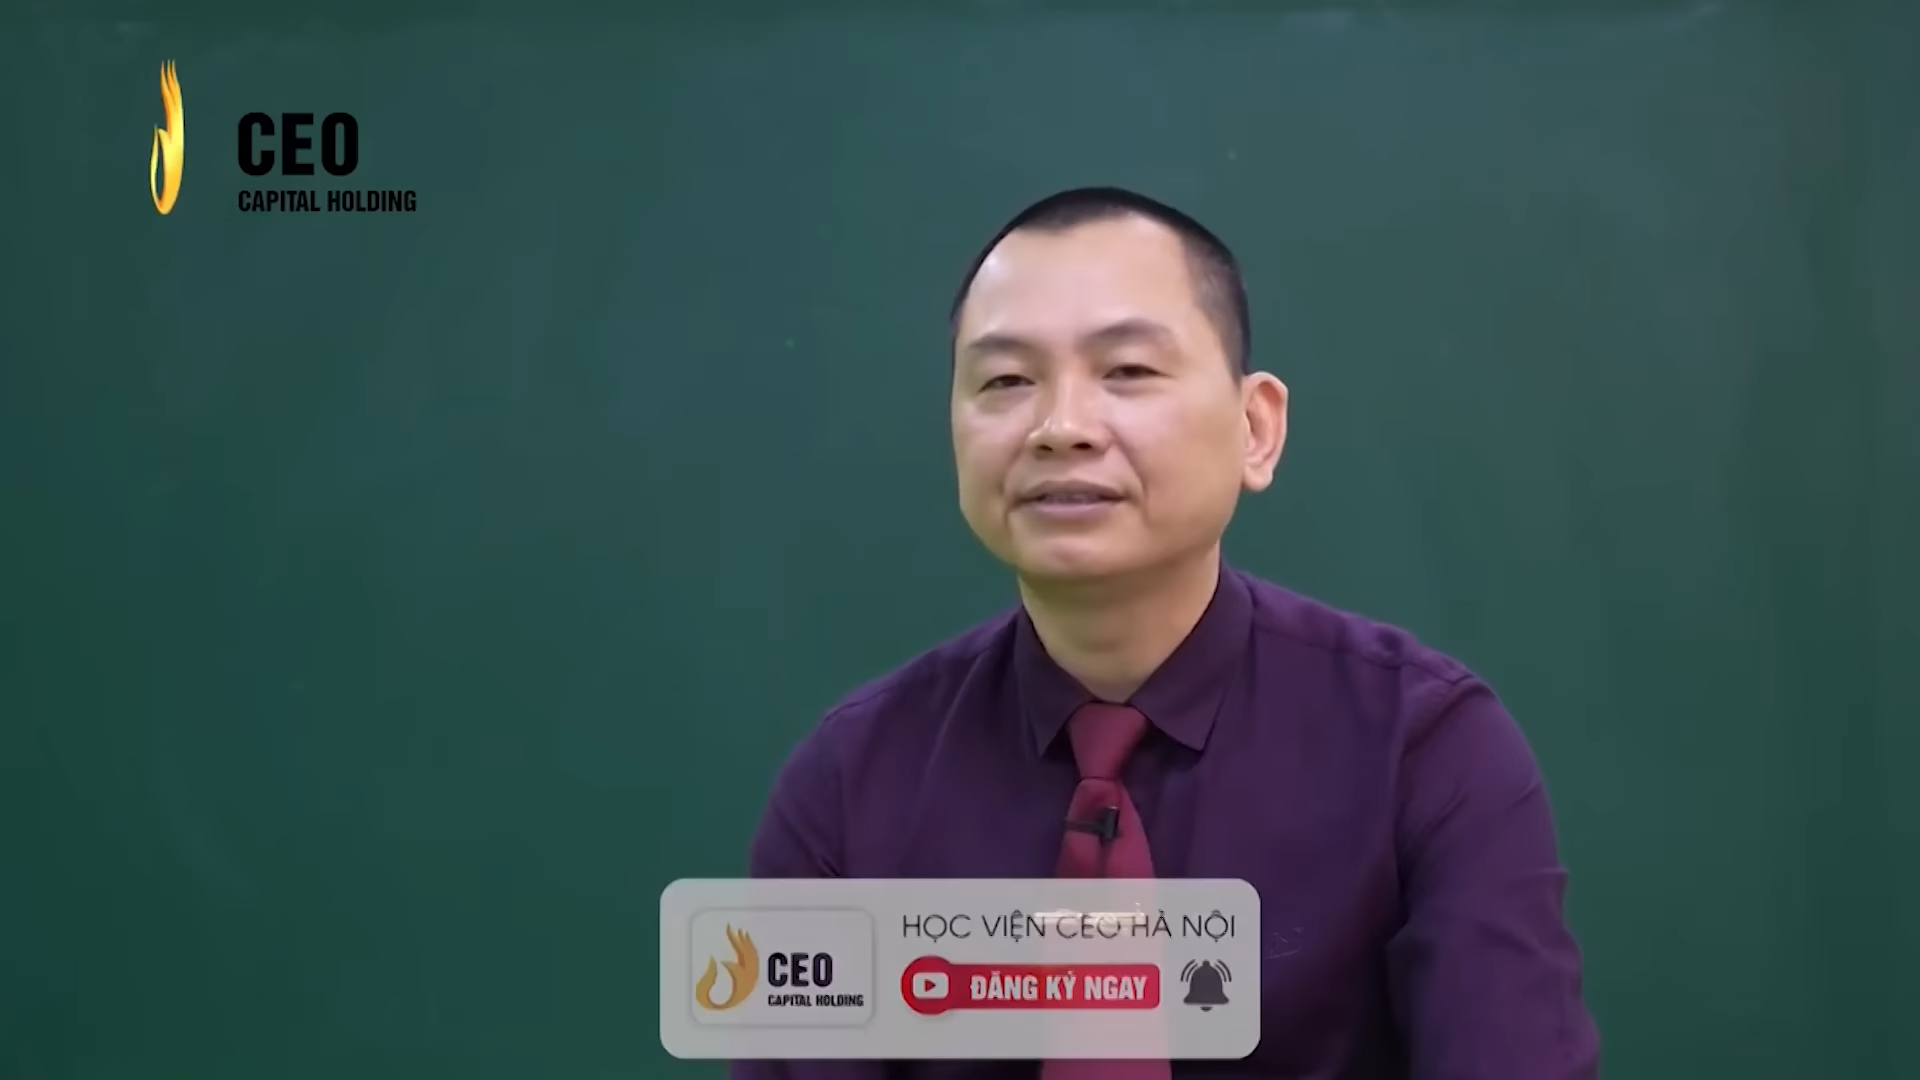 CEO
CAPITAL HOLDING
HỌC VIỆN CEO HÀ NỘI
CEO
CAPITAL HOLDING
ĐĂNG KÝ NGAY